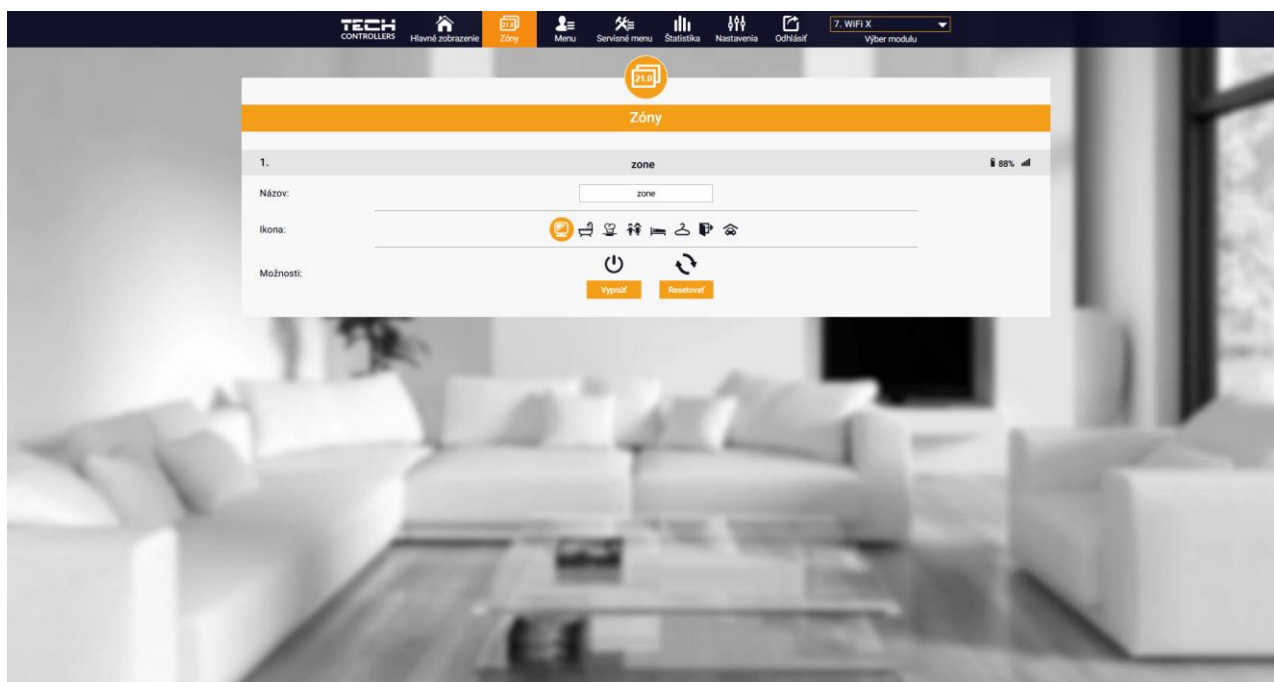 TECH
CONTROLLERS
Hlavné zobrazenie
21.0
Zóny
Menu
Servisné menu
Štatistika
Nastavenia
Odhlásiť
7. WIFI X
Výber modulu
21.0
Zóny
1. zone 88%
Názov: zone
Ikona:
Možnosti:
Vypnúť Resetovať